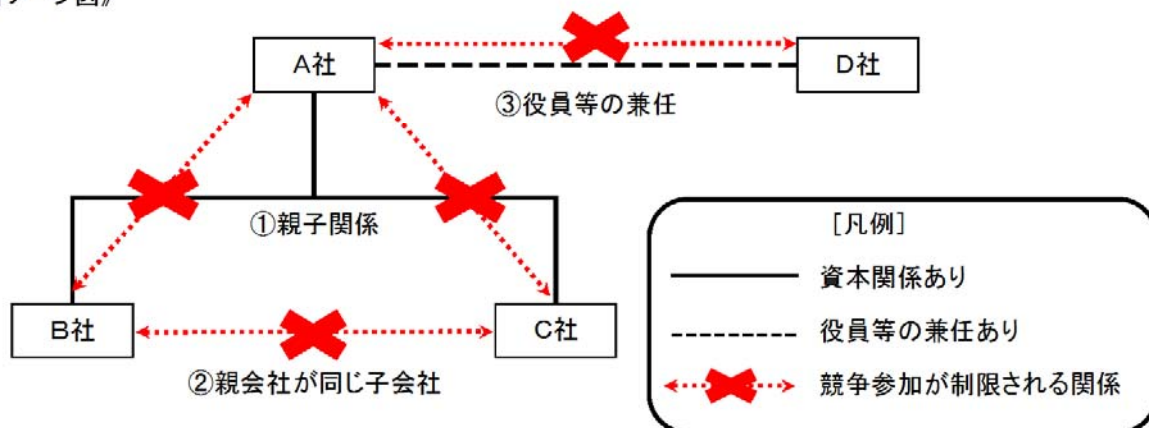 A社
D社
③役員等の兼任
①親子関係
B社
C社
②親会社が同じ子会社
[凡例]
資本関係あり
役員等の兼任あり
競争参加が制限される関係